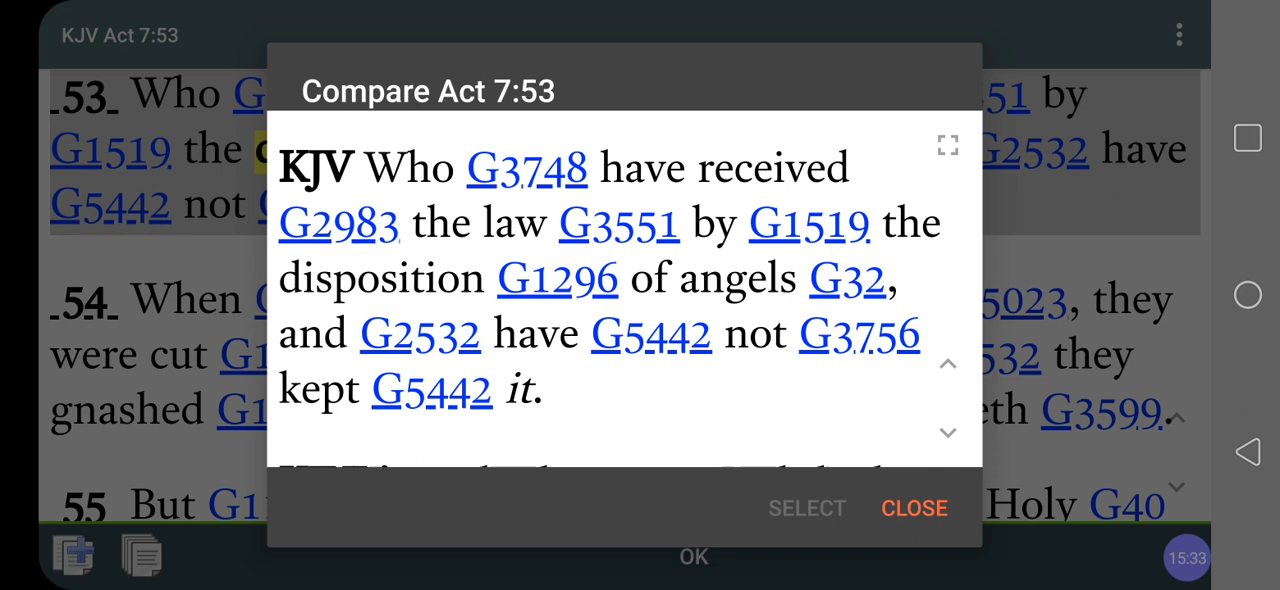 KJV Act 7:53
Compare Act 7:53
53 Who G
51 by
G1519 the
G2532 have
G5442 not
KJV Who G3748 have received
G2983 the law G3551 by G1519 the
disposition G1296 of angels G32,
and G2532 have G5442 not G3756
kept G5442 it.
54 When
5023, they
were cut G1
532 they
gnashed G1
eth G3599.
55 But G1
Holy G40
SELECT CLOSE
OK
15:33